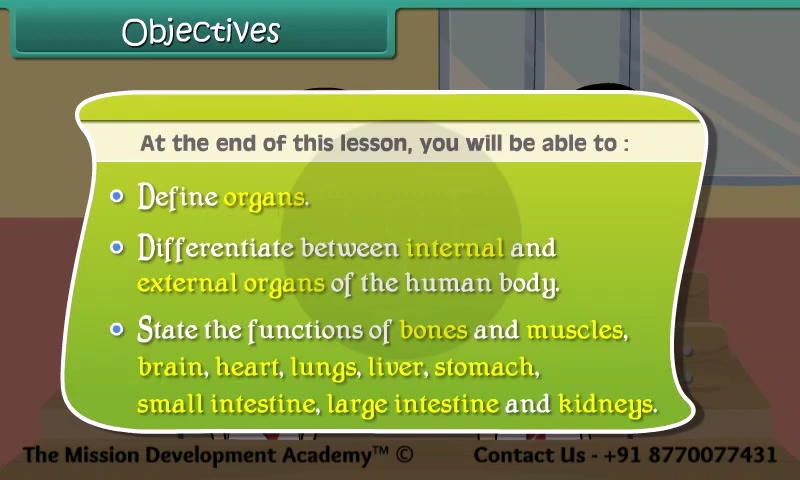 Objectives
At the end of this lesson, you will be able to :
Define organs.
Differentiate between internal and
external organs of the human body.
State the functions of bones and muscles,
brain, heart, lungs, liver, stomach,
small intestine, large intestine and kidneys.
The Mission Development Academy™ © Contact Us - +91 8770077431